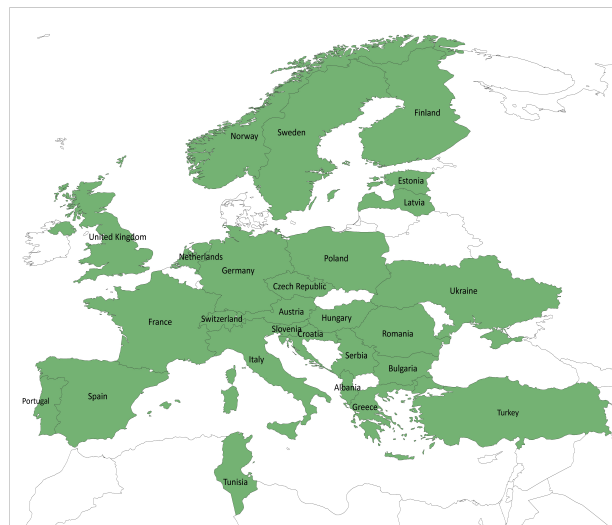 Finland
Norway
Sweden
Estonia
Latvia
United Kingdom
Netherlands
Poland
Germany
Czech Republic
Ukraine
Austria
France
Switzerland
Hungary
Slovenia
Croatia
Romania
Serbia
Italy
Bulgaria
Albania
Spain
Portugal
Greece
Turkey
Tunisia